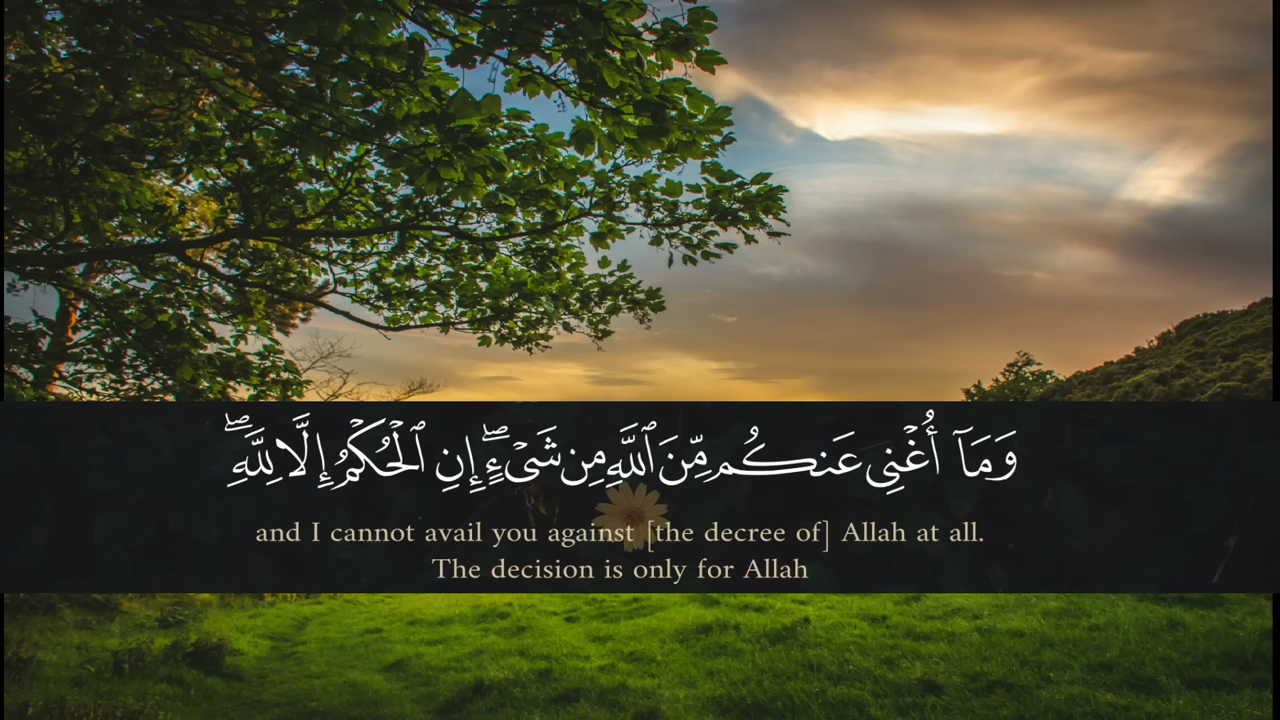 وَمَآ أُغْنِى عَنكُم مِّنَ ٱللَّهِ مِن شَىْءٍ ۖ إِنِ ٱلْحُكْمُ إِلَّا لِلَّهِ ۖ
and I cannot avail you against [the decree of] Allah at all.
The decision is only for Allah